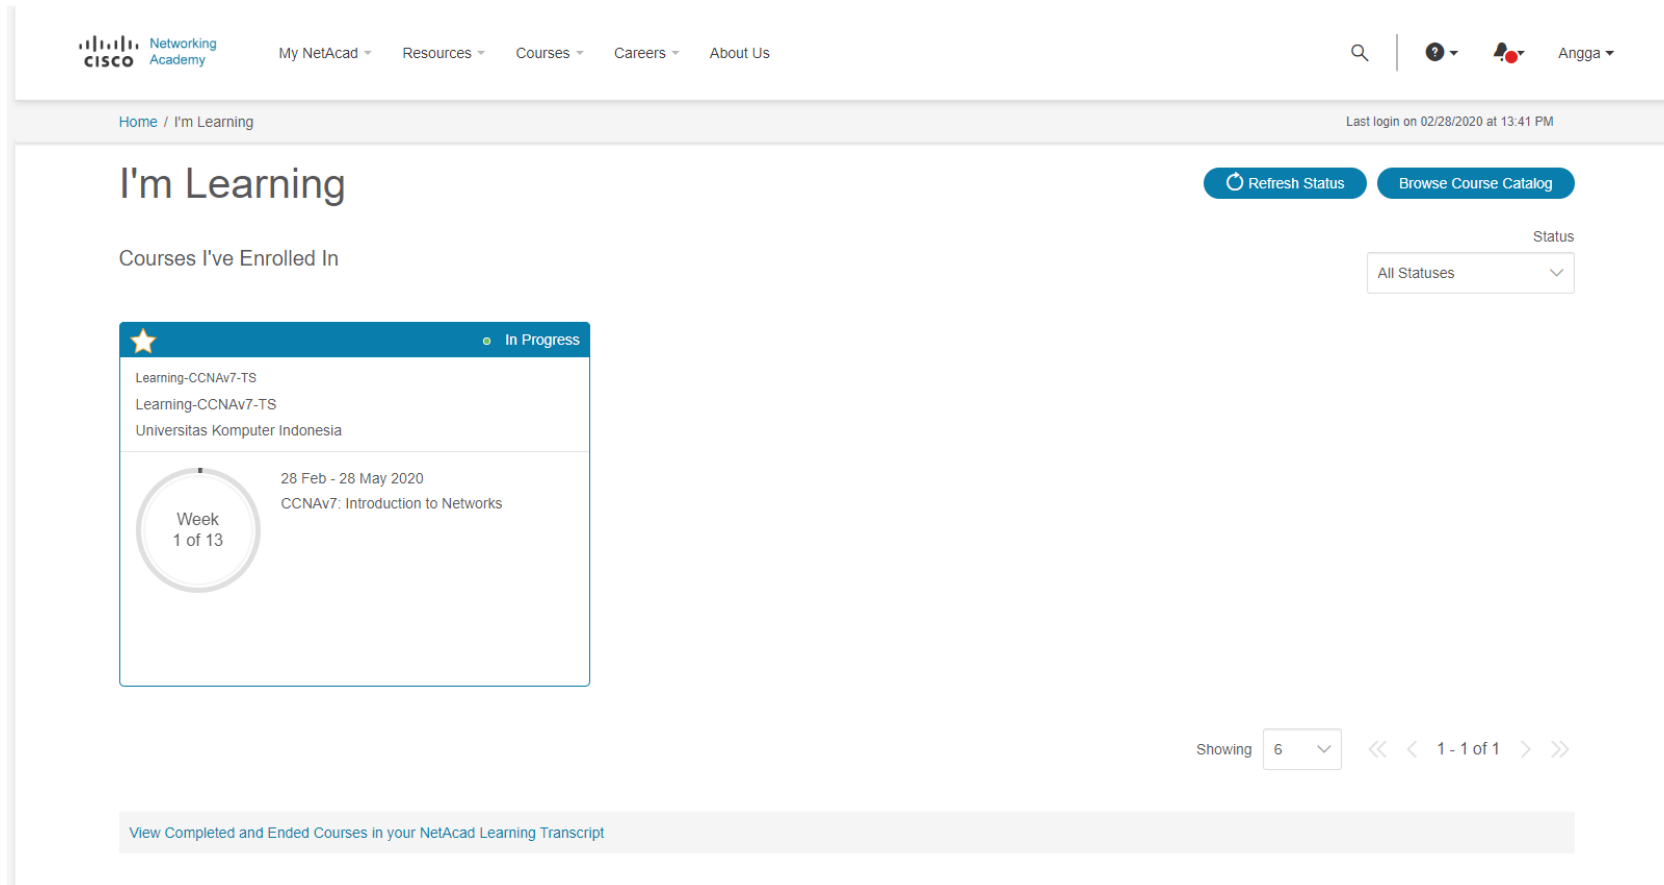 Networking
Academy
CISCO
My NetAcad
Resources
Courses
Careers
About Us
?
Angga
Home / I'm Learning
Last login on 02/28/2020 at 13:41 PM
I'm Learning
Refresh Status
Browse Course Catalog
Status
Courses I've Enrolled In
All Statuses
In Progress
Learning-CCNAv7-TS
Learning-CCNAv7-TS
Universitas Komputer Indonesia
28 Feb - 28 May 2020
CCNAv7: Introduction to Networks
Week
1 of 13
Showing 6 1 - 1 of 1
View Completed and Ended Courses in your NetAcad Learning Transcript